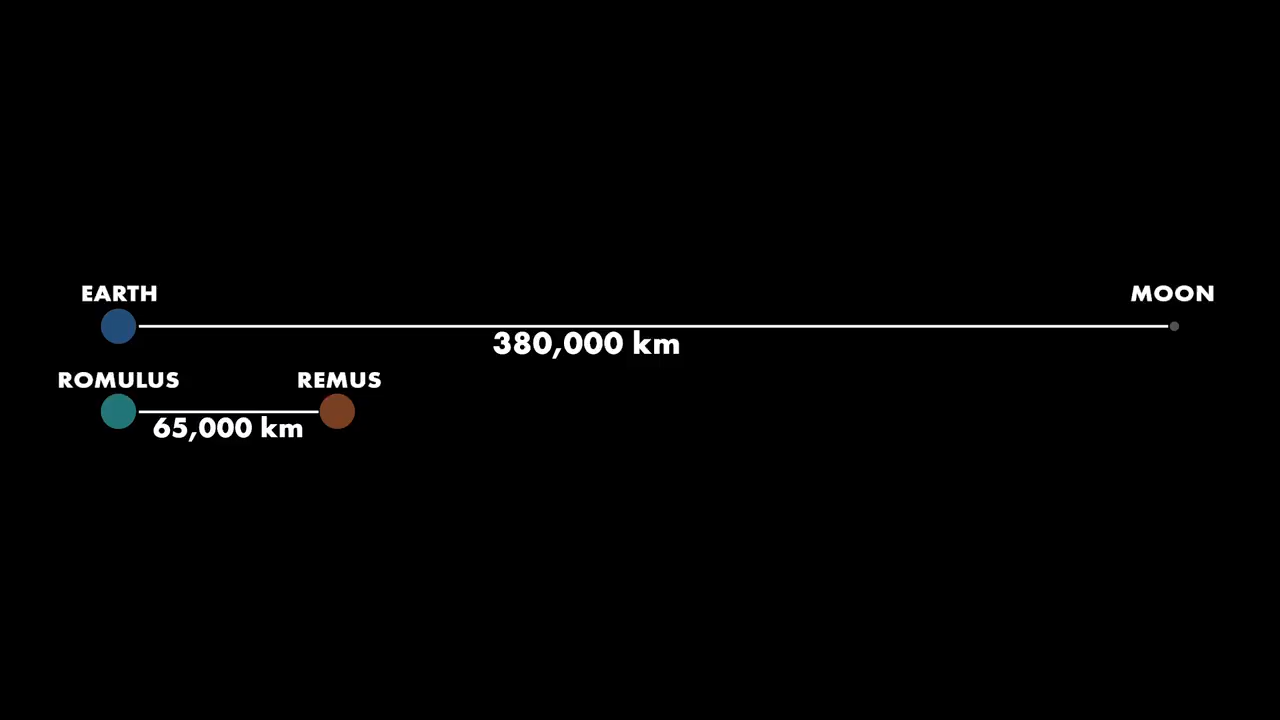 EARTH
MOON
380,000 km
ROMULUS
REMUS
65,000 km